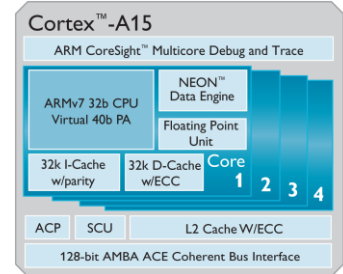 Cortex™-A15
ARM CoreSight™ Multicore Debug and Trace
ARMv7 32b CPU
Virtual 40b PA
NEON™
Data Engine
Floating Point
Unit
32k I-Cache
w/parity
32k D-Cache
w/ECC
Core
1 2 3 4
ACP SCU L2 Cache W/ECC
128-bit AMBA ACE Coherent Bus Interface